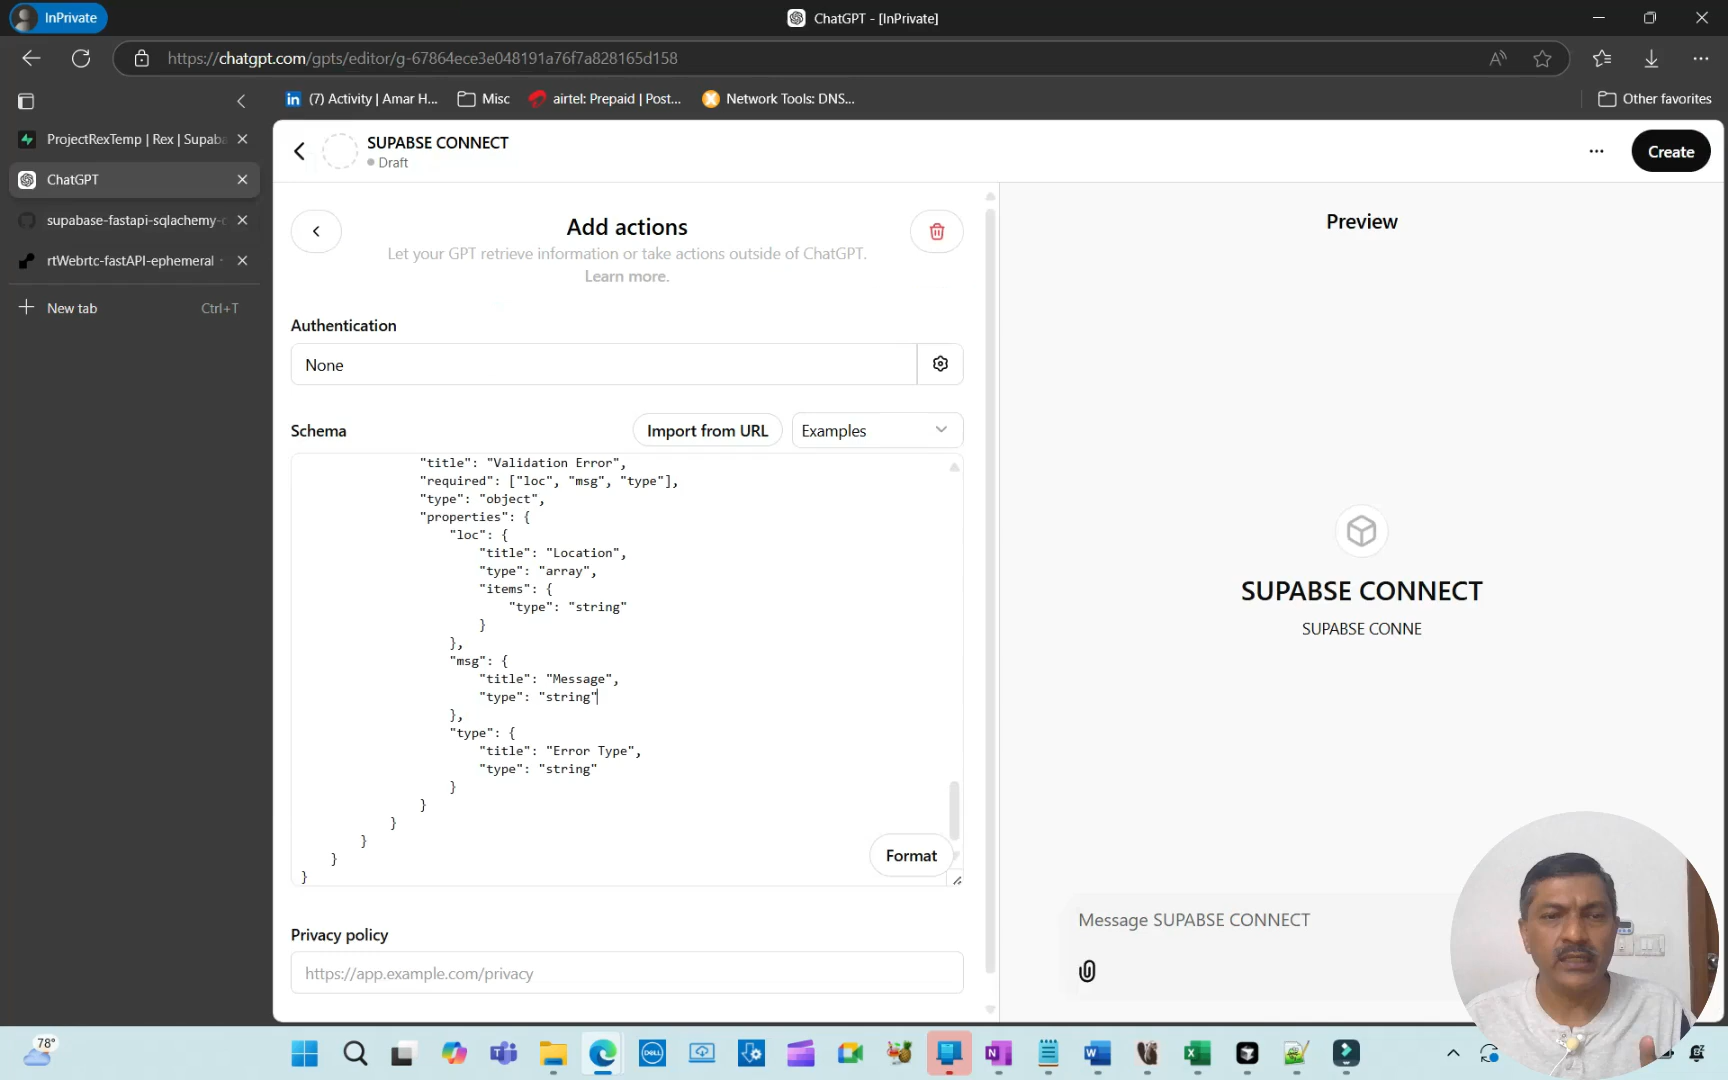 InPrivate
ChatGPT - [InPrivate]
https://chatgpt.com/gpts/editor/g-67864ece3e048191a76f7a828165d158
(7) Activity | Amar H...
Misc
airtel: Prepaid | Post...
Network Tools: DNS...
Other favorites
ProjectRexTemp | Rex | Supaba
ChatGPT
supabase-fastapi-sqlachemy-
rtWebrtc-fastAPI-ephemeral -
New tab
Ctrl+T
SUPABSE CONNECT
Draft
Create
Add actions
Let your GPT retrieve information or take actions outside of ChatGPT.
Learn more.
Authentication
None
Schema
Import from URL
Examples
"title": "Validation Error",
"required": ["loc", "msg", "type"],
"type": "object",
"properties": {
"loc": {
"title": "Location",
"type": "array",
"items": {
"type": "string"
}
},
"msg": {
"title": "Message",
"type": "string"
},
"type": {
"title": "Error Type",
"type": "string"
}
}
}
}
}
}
Format
Privacy policy
https://app.example.com/privacy
Preview
SUPABSE CONNECT
SUPABSE CONNE
Message SUPABSE CONNECT
78°
DELL